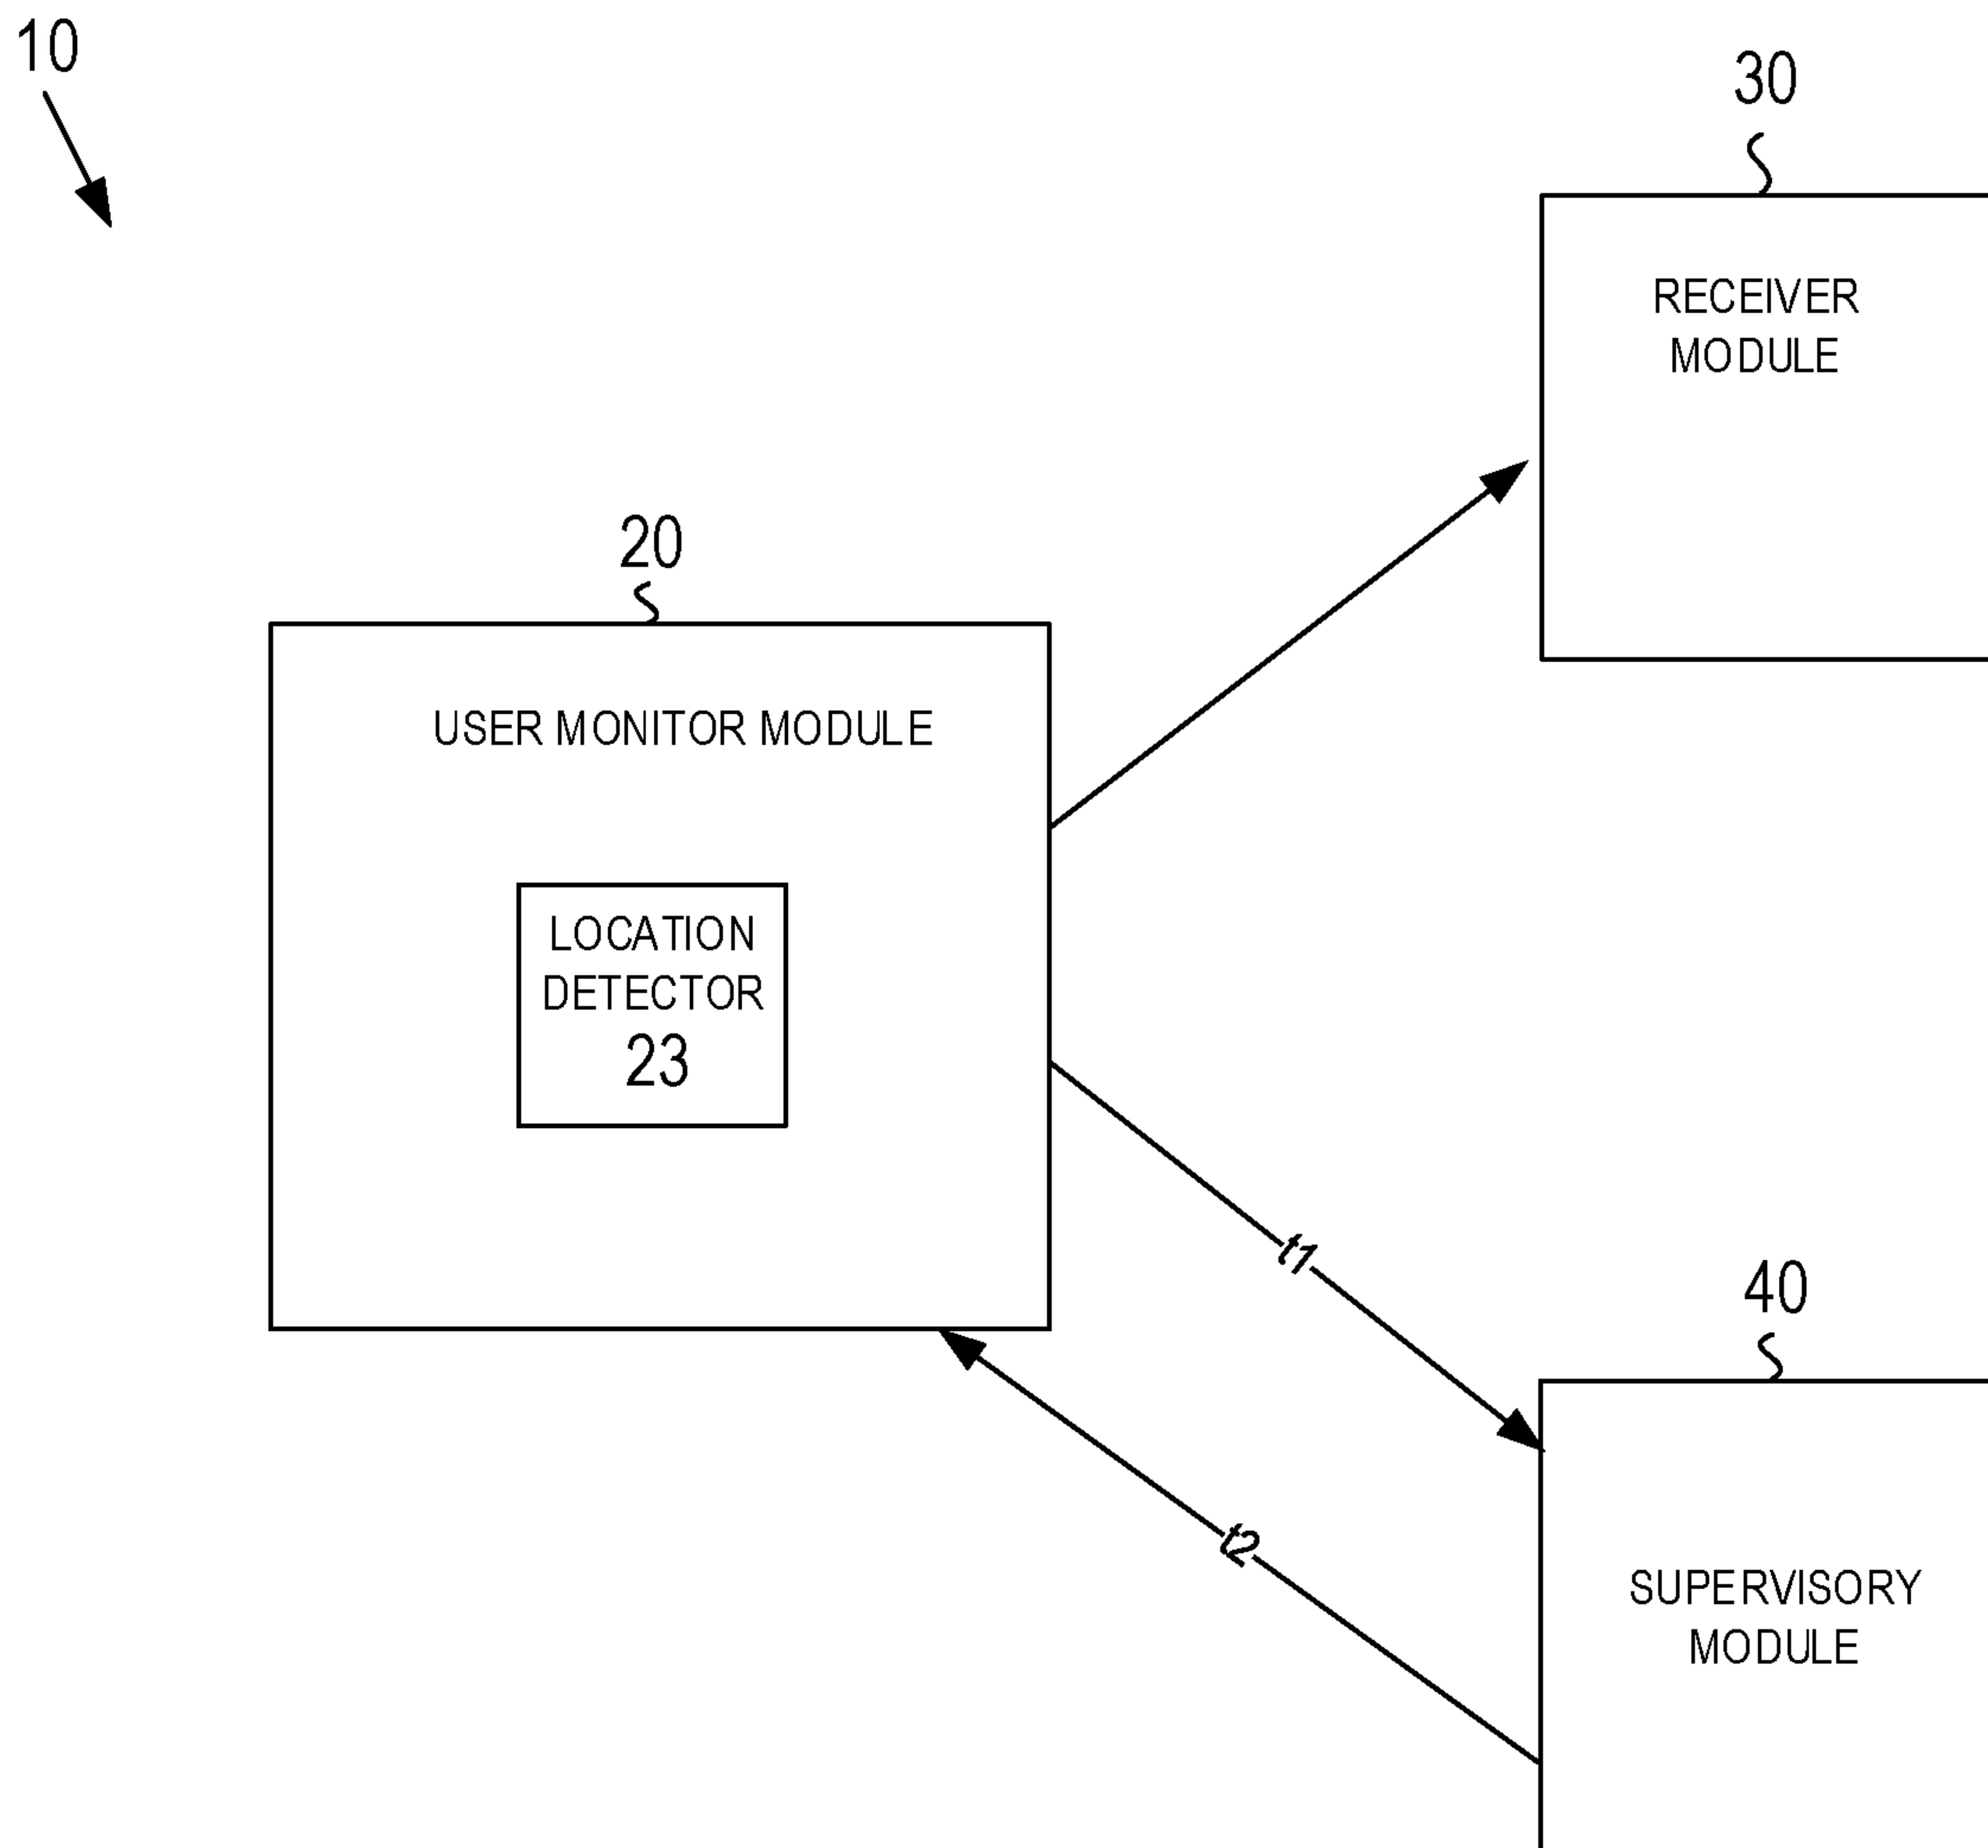 10
30
RECEIVER
MODULE
20
USER MONITOR MODULE
LOCATION
DETECTOR
23
t1
40
t2
SUPERVISORY
MODULE